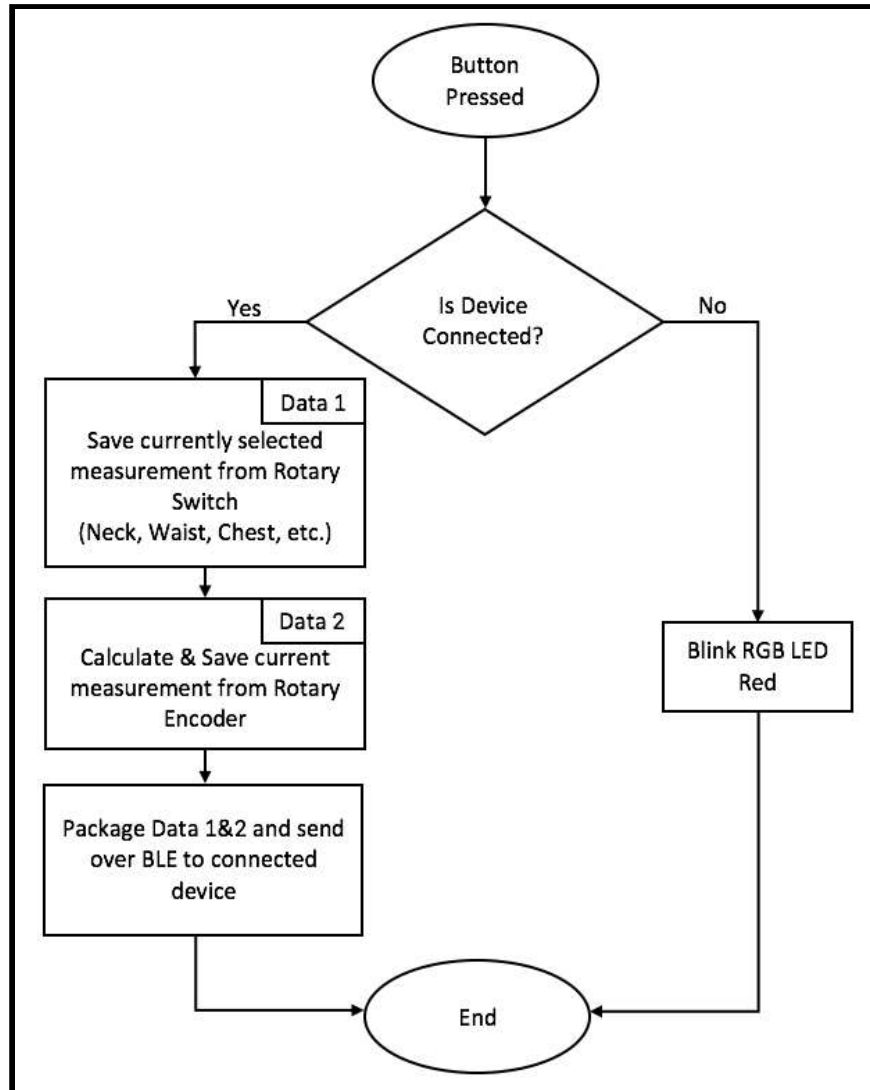 Button
Pressed
Is Device
Connected?
Yes
No
Data 1
Save currently selected
measurement from Rotary
Switch
(Neck, Waist, Chest, etc.)
Data 2
Calculate & Save current
measurement from Rotary
Encoder
Package Data 1&2 and send
over BLE to connected
device
Blink RGB LED
Red
End